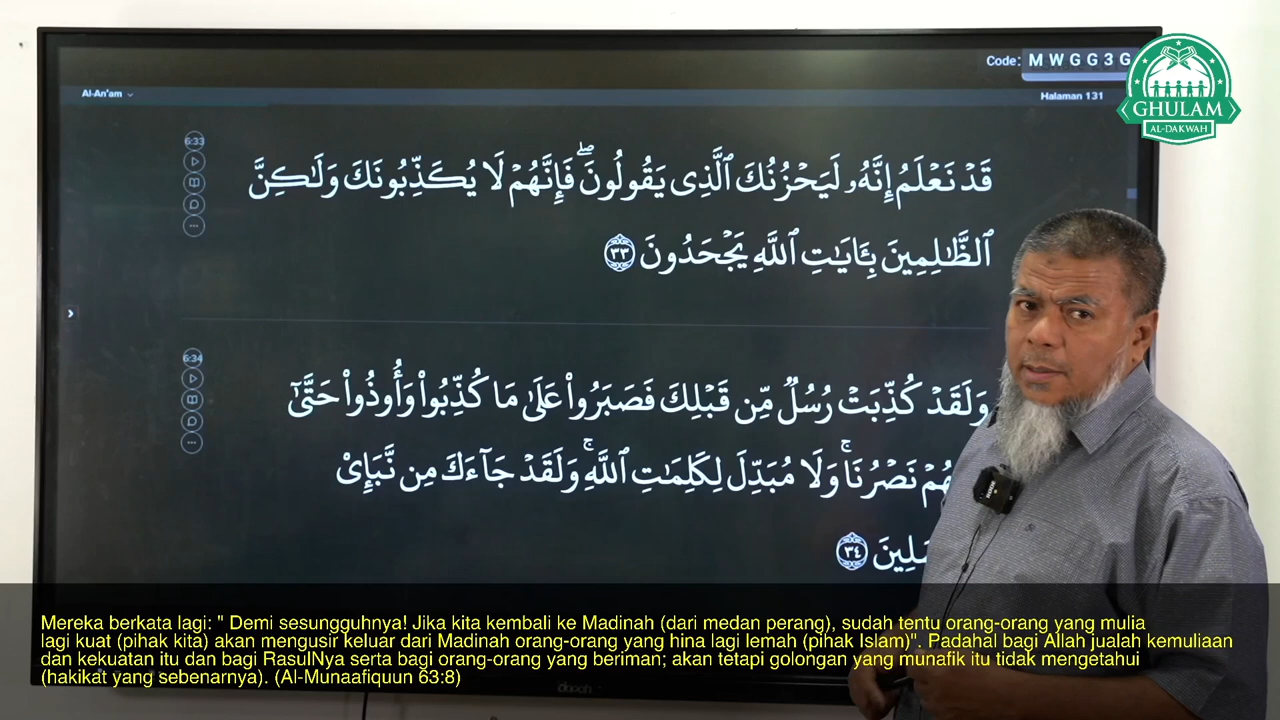 Code: MWGG3G
GHULAM
AL-DAKWAH
Al-An'am
Halaman 131
6:33
قَدْ نَعْلَمُ إِنَّهُۥ لَيَحْزُنُكَ ٱلَّذِى يَقُولُونَ ۖ فَإِنَّهُمْ لَا يُكَذِّبُونَكَ وَلَـٰكِنَّ
ٱلظَّـٰلِمِينَ بِـَٔايَـٰتِ ٱللَّهِ يَجْحَدُونَ ٣٣
6:34
وَلَقَدْ كُذِّبَتْ رُسُلٌ مِّن قَبْلِكَ فَصَبَرُوا۟ عَلَىٰ مَا كُذِّبُوا۟ وَأُوذُوا۟ حَتَّىٰٓ
نَصْرُنَا ۚ وَلَا مُبَدِّلَ لِكَلِمَـٰتِ ٱللَّهِ ۚ وَلَقَدْ جَآءَكَ مِن نَّبَإِى۟
٣٤
Mereka berkata lagi: " Demi sesungguhnya! Jika kita kembali ke Madinah (dari medan perang), sudah tentu orang-orang yang mulia
lagi kuat (pihak kita) akan mengusir keluar dari Madinah orang-orang yang hina lagi lemah (pihak Islam)". Padahal bagi Allah jualah kemuliaan
dan kekuatan itu dan bagi RasulNya serta bagi orang-orang yang beriman; akan tetapi golongan yang munafik itu tidak mengetahui
(hakikat yang sebenarnya). (Al-Munaafiquun 63:8)